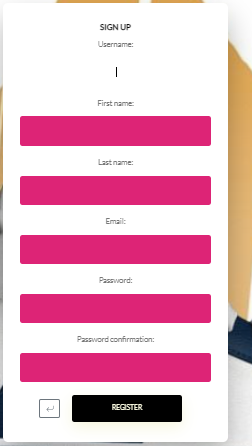 SIGN UP
Username:
First name:
Last name:
Email:
Password:
Password confirmation:
REGISTER